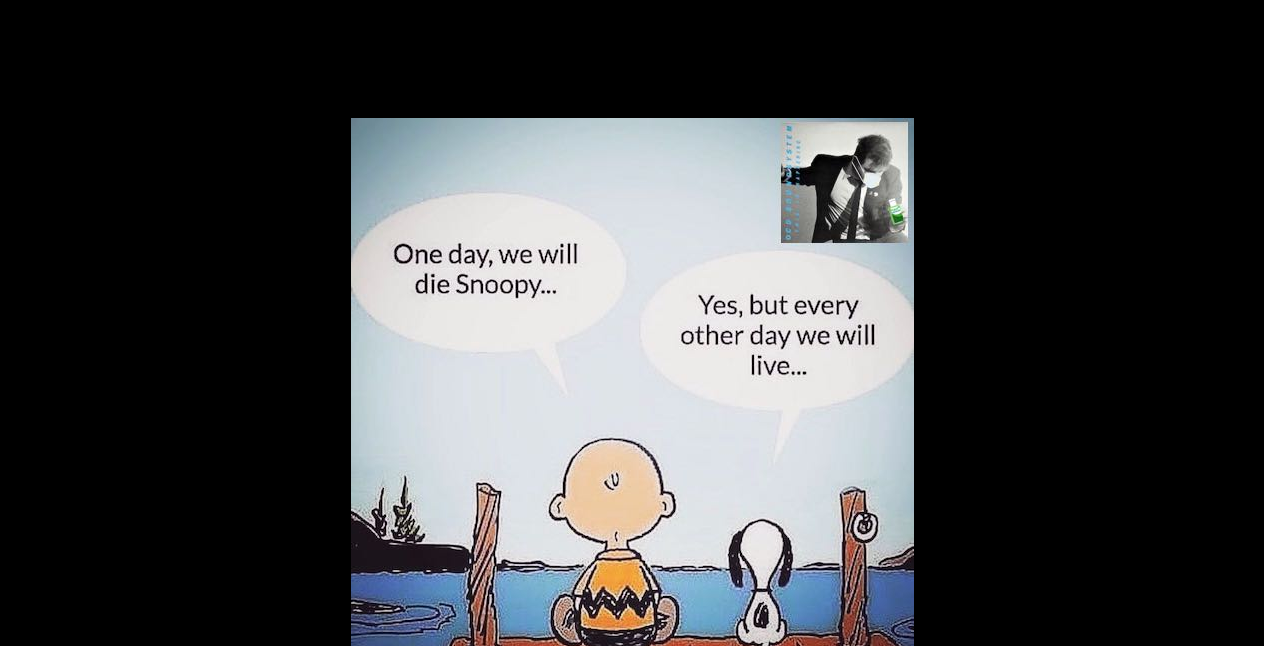 One day, we will
die Snoopy...
Yes, but every
other day we will
live...